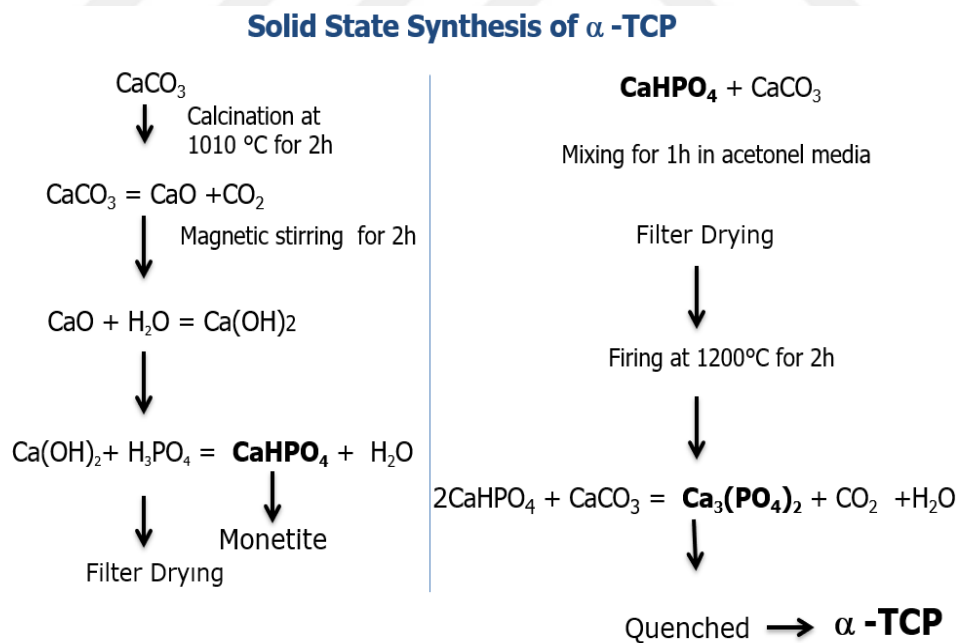 Solid State Synthesis of α -TCP
CaCO₃
Calcination at
1010 °C for 2h
CaCO₃ = CaO +CO₂
Magnetic stirring for 2h
CaO + H₂O = Ca(OH)2
Ca(OH)₂+ H₃PO₄ = CaHPO₄ + H₂O
Monetite
Filter Dryıng
CaHPO₄ + CaCO₃
Mixing for 1h in acetonel media
Filter Drying
Firing at 1200°C for 2h
2CaHPO₄ + CaCO₃ = Ca₃(PO₄)₂ + CO₂ +H₂O
Quenched α -TCP